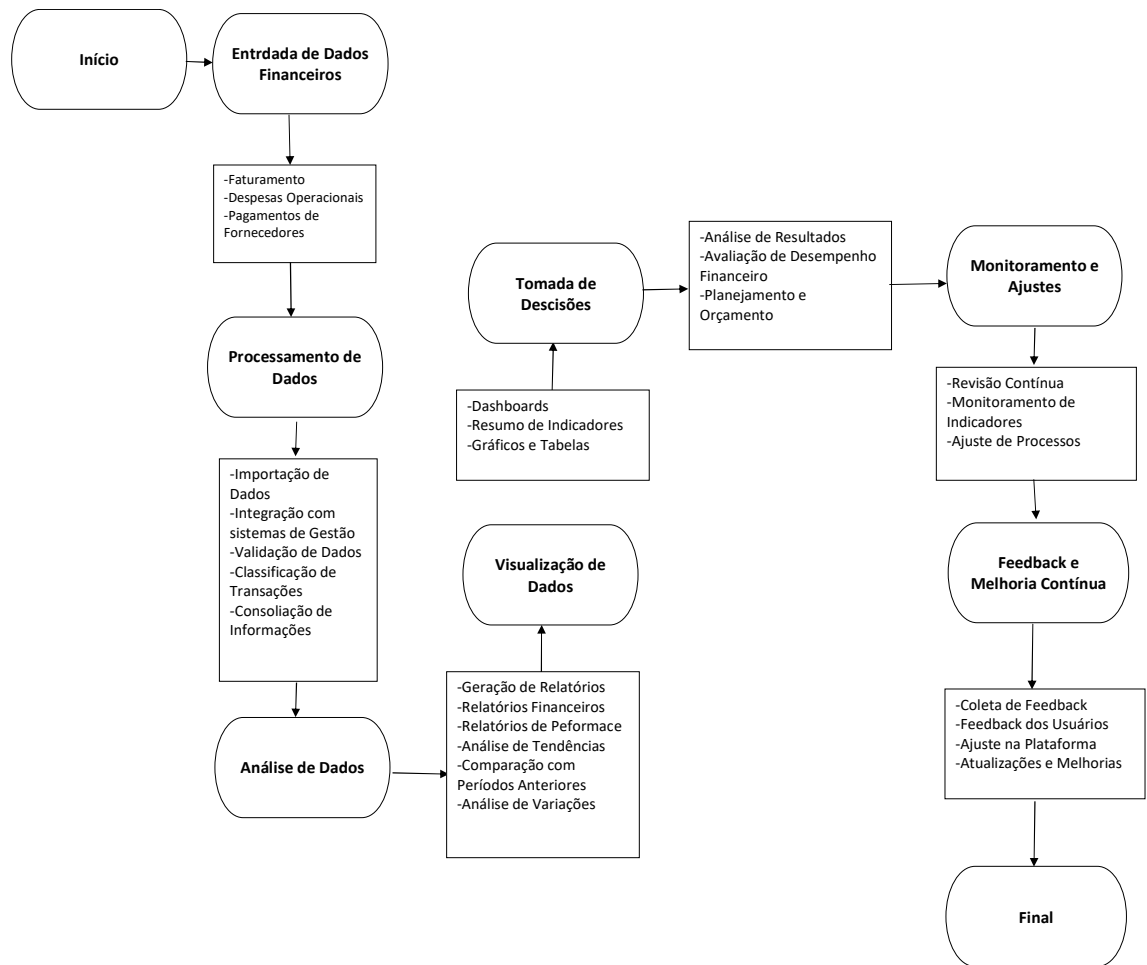 Início
Entrdada de Dados
Financeiros
-Faturamento
-Despesas Operacionais
-Pagamentos de
Fornecedores
Processamento de
Dados
-Importação de
Dados
-Integração com
sistemas de Gestão
-Validação de Dados
-Classificação de
Transações
-Consoliação de
Informações
Análise de Dados
-Geração de Relatórios
-Relatórios Financeiros
-Relatórios de Peformace
-Análise de Tendências
-Comparação com
Períodos Anteriores
-Análise de Variações
Visualização de
Dados
-Dashboards
-Resumo de Indicadores
-Gráficos e Tabelas
Tomada de
Descisões
-Análise de Resultados
-Avaliação de Desempenho
Financeiro
-Planejamento e
Orçamento
Monitoramento e
Ajustes
-Revisão Contínua
-Monitoramento de
Indicadores
-Ajuste de Processos
Feedback e
Melhoria Contínua
-Coleta de Feedback
-Feedback dos Usuários
-Ajuste na Plataforma
-Atualizações e Melhorias
Final